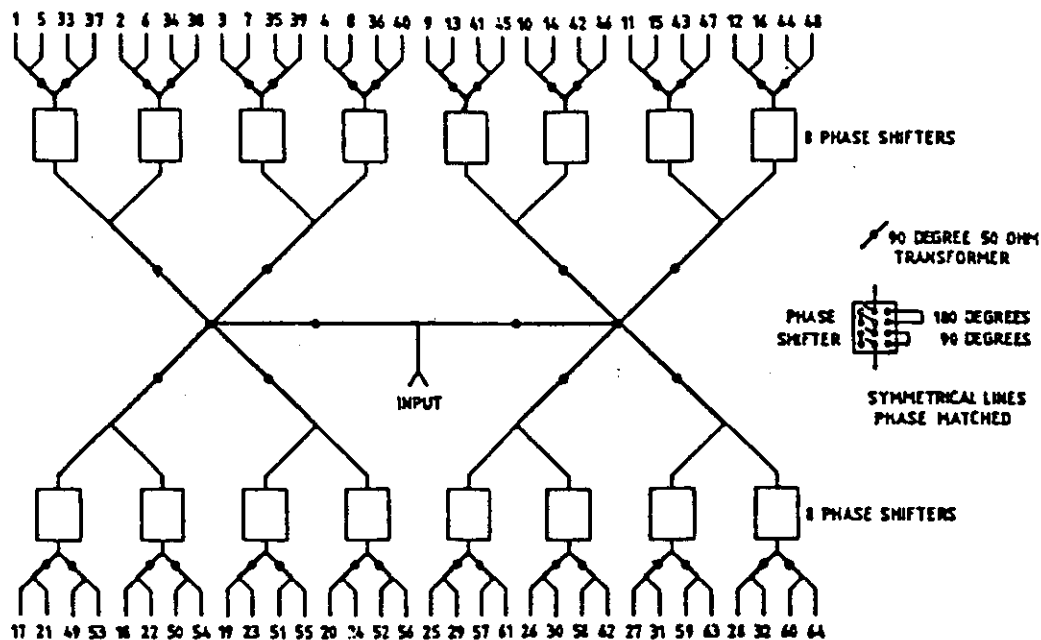 1 5 33 37 2 6 34 38 3 7 35 39 4 8 36 40 9 13 41 45 10 14 42 46 11 15 43 47 12 16 44 48
8 PHASE SHIFTERS
90 DEGREE 50 OHM
TRANSFORMER
PHASE
SHIFTER
180 DEGREES
90 DEGREES
INPUT
SYMMETRICAL LINES
PHASE MATCHED
8 PHASE SHIFTERS
17 21 49 53 18 22 50 54 19 23 51 55 20 24 52 56 25 29 57 61 26 30 58 62 27 31 59 63 28 32 60 64